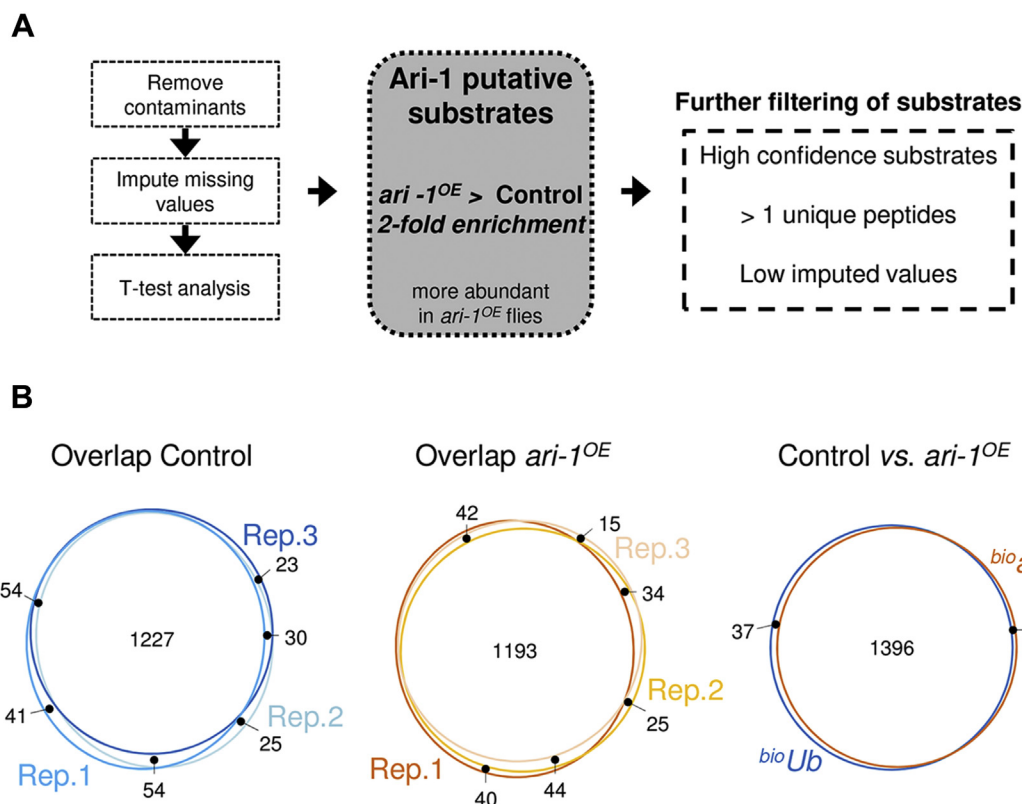 A
Remove
contaminants
Impute missing
values
T-test analysis
Ari-1 putative
substrates
ari -1OE > Control
2-fold enrichment
more abundant
in ari-1OE flies
Further filtering of substrates
High confidence substrates
> 1 unique peptides
Low imputed values
B
Overlap Control
Rep.3
23
54
30
1227
41
Rep.2
25
Rep.1
54
Overlap ari-1OE
42
15
Rep.3
34
1193
Rep.2
25
Rep.1
44
40
Control vs. ari-1OE
bio
37
1396
bioUb